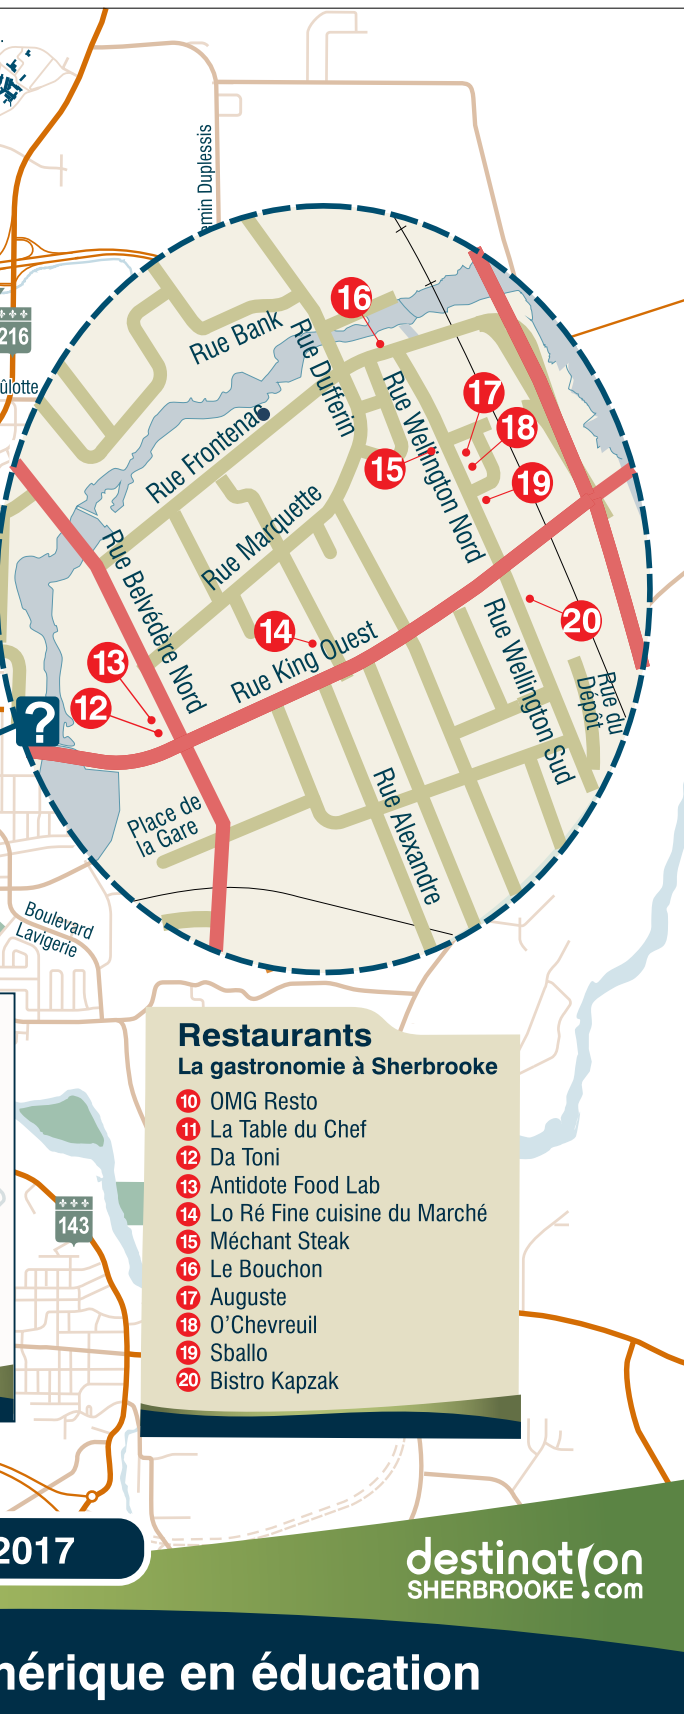 emin Duplessis
216
ûlotte
16
Rue Bank
Rue Dufferin
17
18
Rue Frontenac
Rue Wellington Nord
15
19
Rue Marquette
Rue Belvédère Nord
14
20
Rue King Ouest
Rue Wellington Sud
13
12
Rue du
Dépôt
?
Place de
la Gare
Rue Alexandre
Boulevard
Lavigerie
Restaurants
La gastronomie à Sherbrooke
10 OMG Resto
11 La Table du Chef
12 Da Toni
13 Antidote Food Lab
14 Lo Ré Fine cuisine du Marché
15 Méchant Steak
16 Le Bouchon
17 Auguste
18 O'Chevreuil
19 Sballo
20 Bistro Kapzak
143
2017
destination
SHERBROOKE.com
mérique en éducation